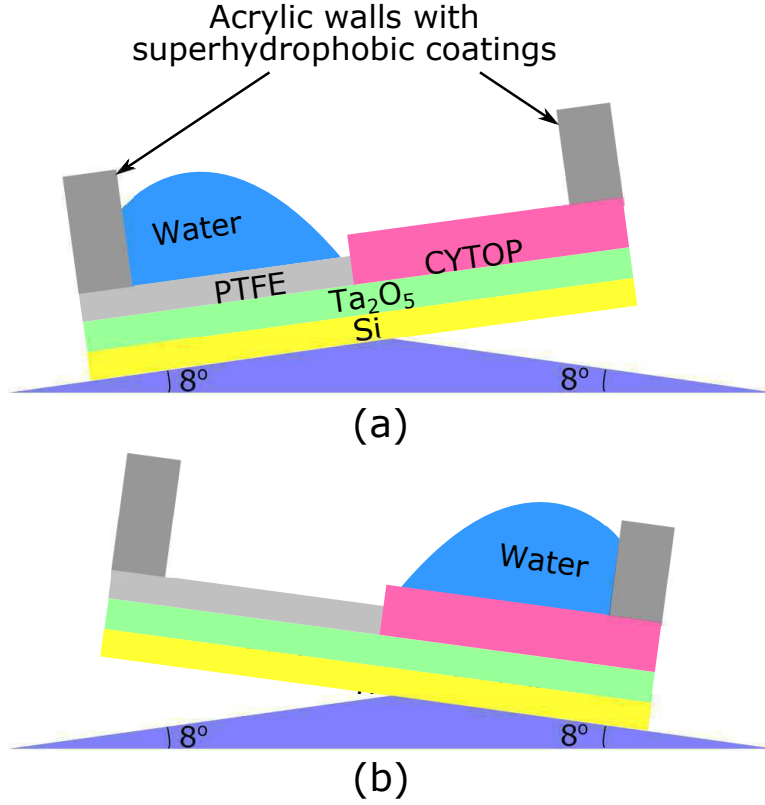 Acrylic walls with
superhydrophobic coatings
Water
CYTOP
PTFE
Ta₂O₅
Si
8° 8°
(a)
Water
8° 8°
(b)